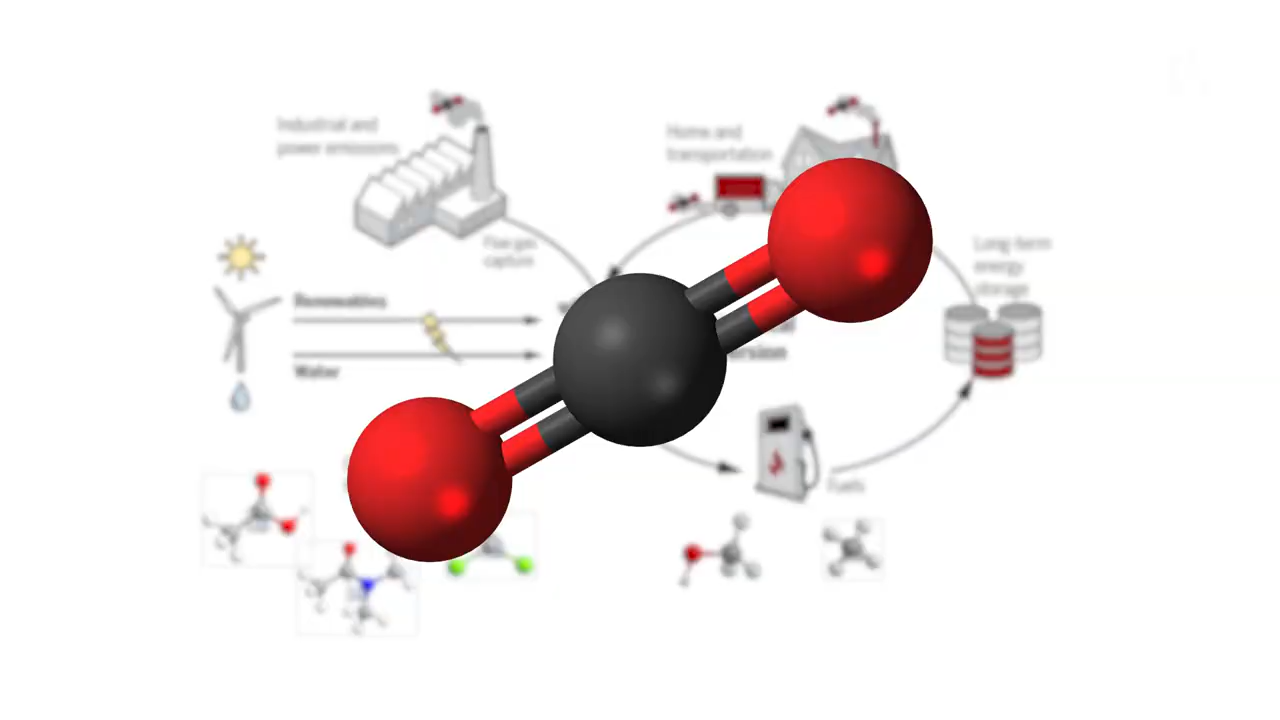 Industrial and
power emissions
Home and
transportation
Flue gas
capture
Long-term
energy
storage
Renewables
Water
Fuels